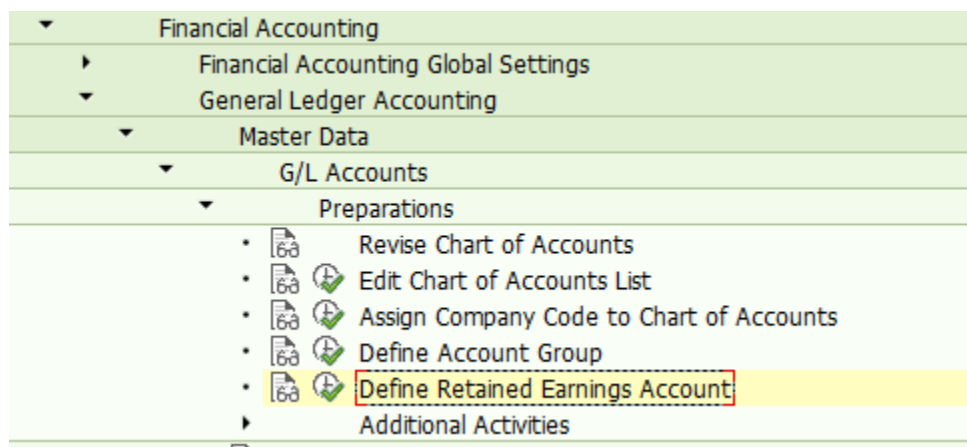 Financial Accounting
Financial Accounting Global Settings
General Ledger Accounting
Master Data
G/L Accounts
Preparations
Revise Chart of Accounts
Edit Chart of Accounts List
Assign Company Code to Chart of Accounts
Define Account Group
Define Retained Earnings Account
Additional Activities